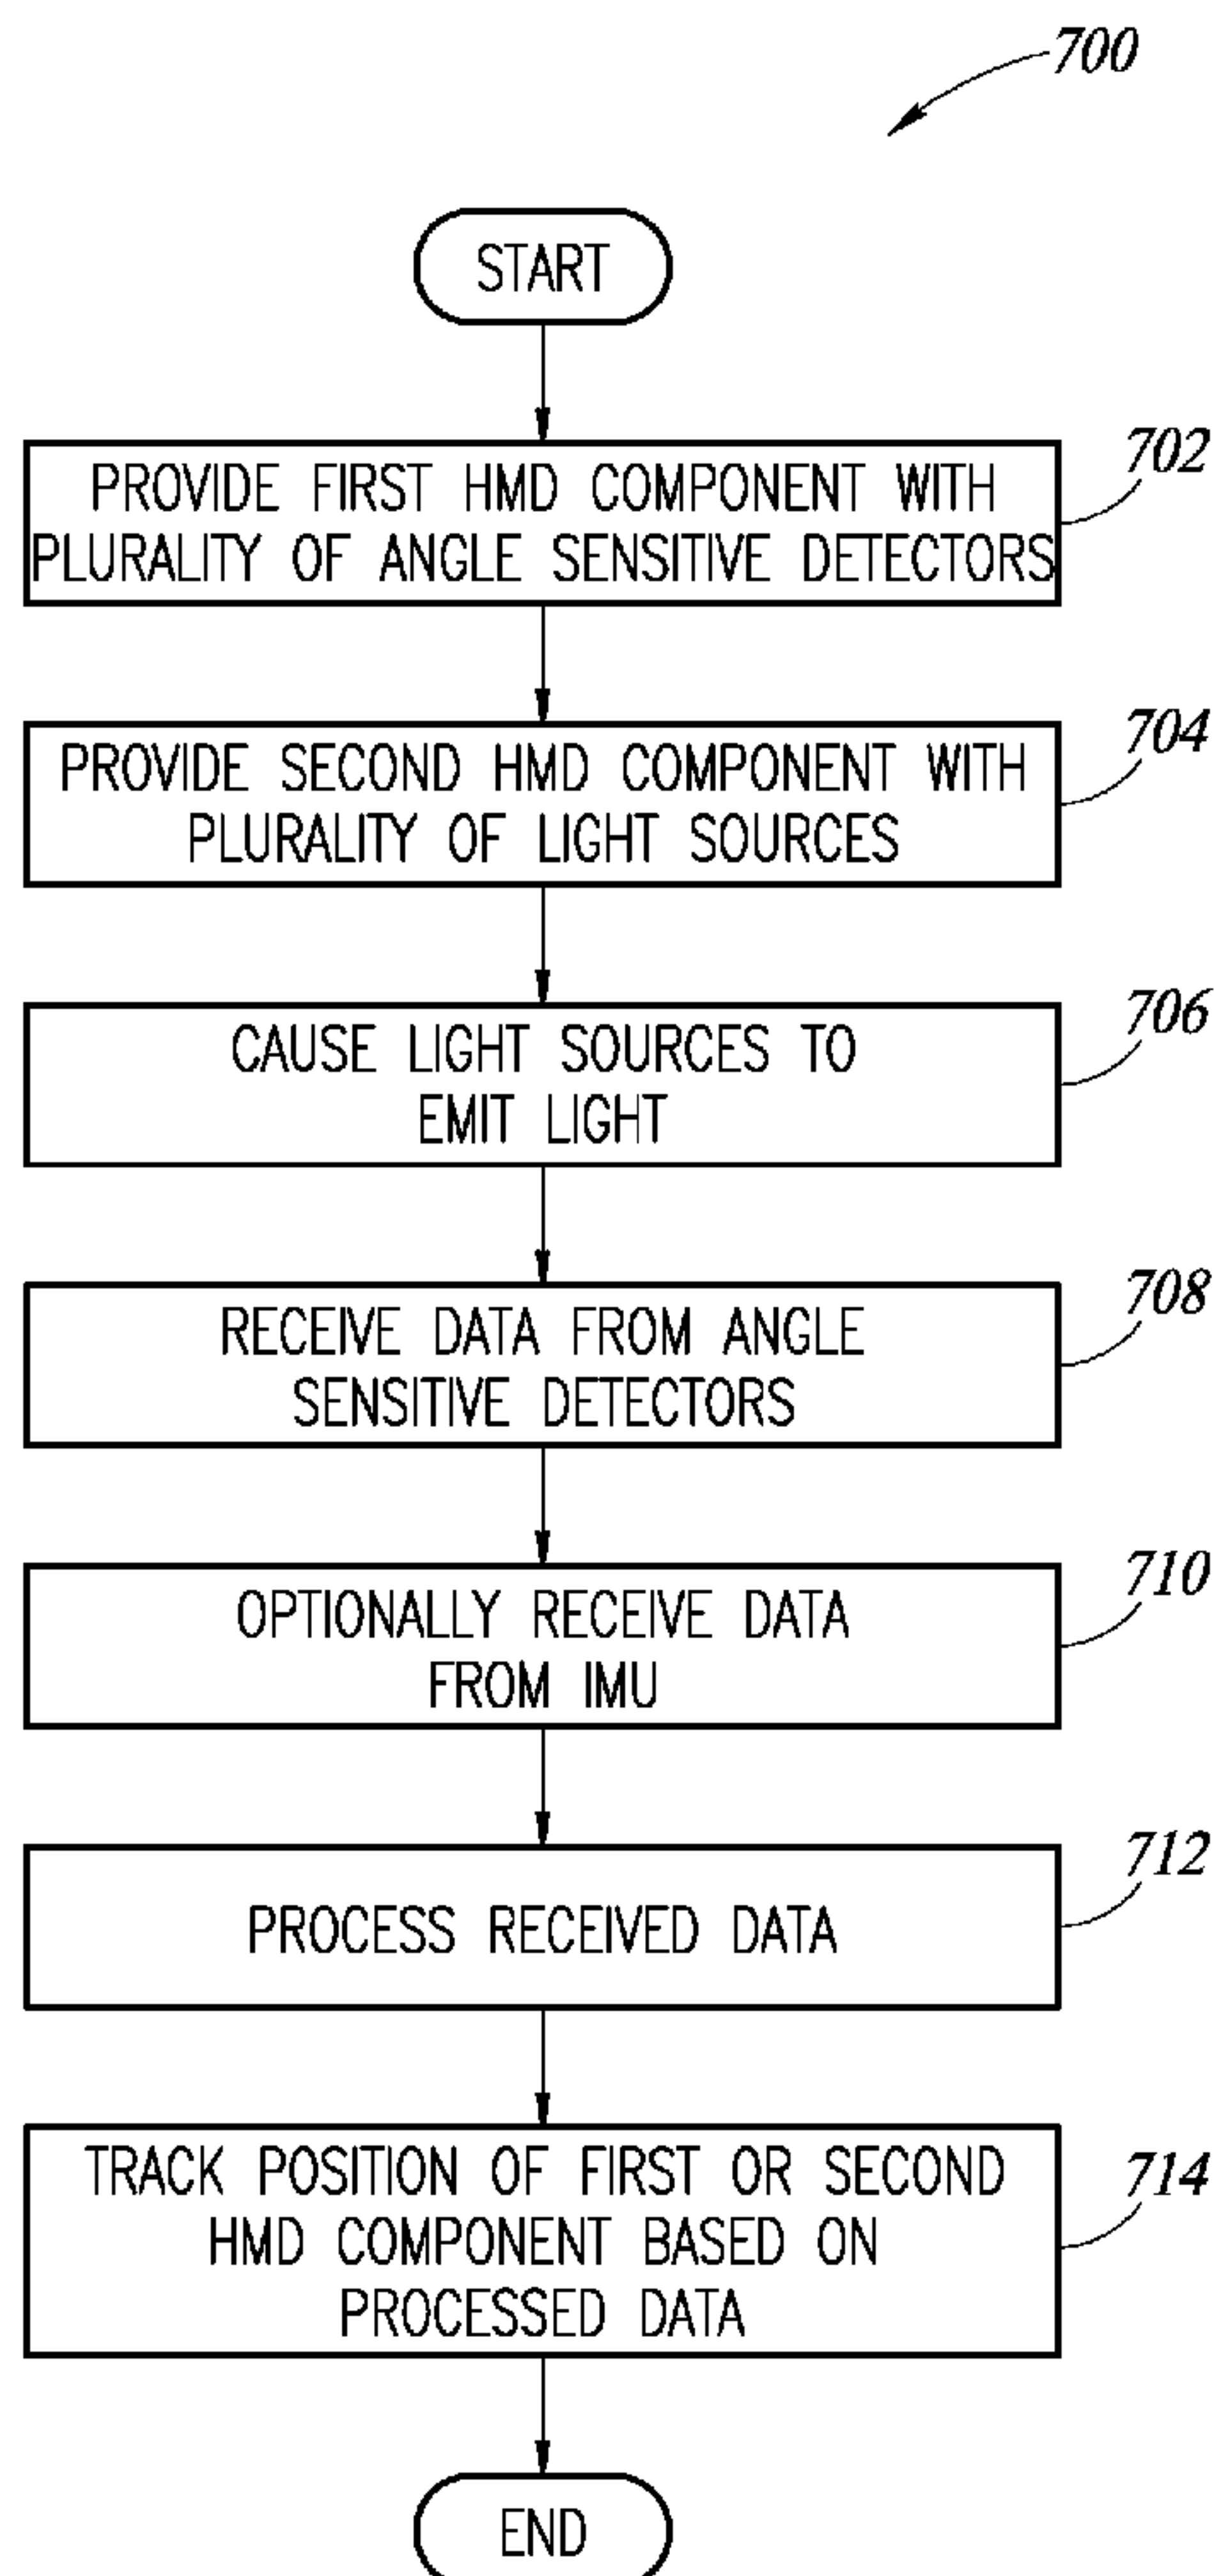 700
START
702
PROVIDE FIRST HMD COMPONENT WITH
PLURALITY OF ANGLE SENSITIVE DETECTORS
704
PROVIDE SECOND HMD COMPONENT WITH
PLURALITY OF LIGHT SOURCES
706
CAUSE LIGHT SOURCES TO
EMIT LIGHT
708
RECEIVE DATA FROM ANGLE
SENSITIVE DETECTORS
710
OPTIONALLY RECEIVE DATA
FROM IMU
712
PROCESS RECEIVED DATA
714
TRACK POSITION OF FIRST OR SECOND
HMD COMPONENT BASED ON
PROCESSED DATA
END